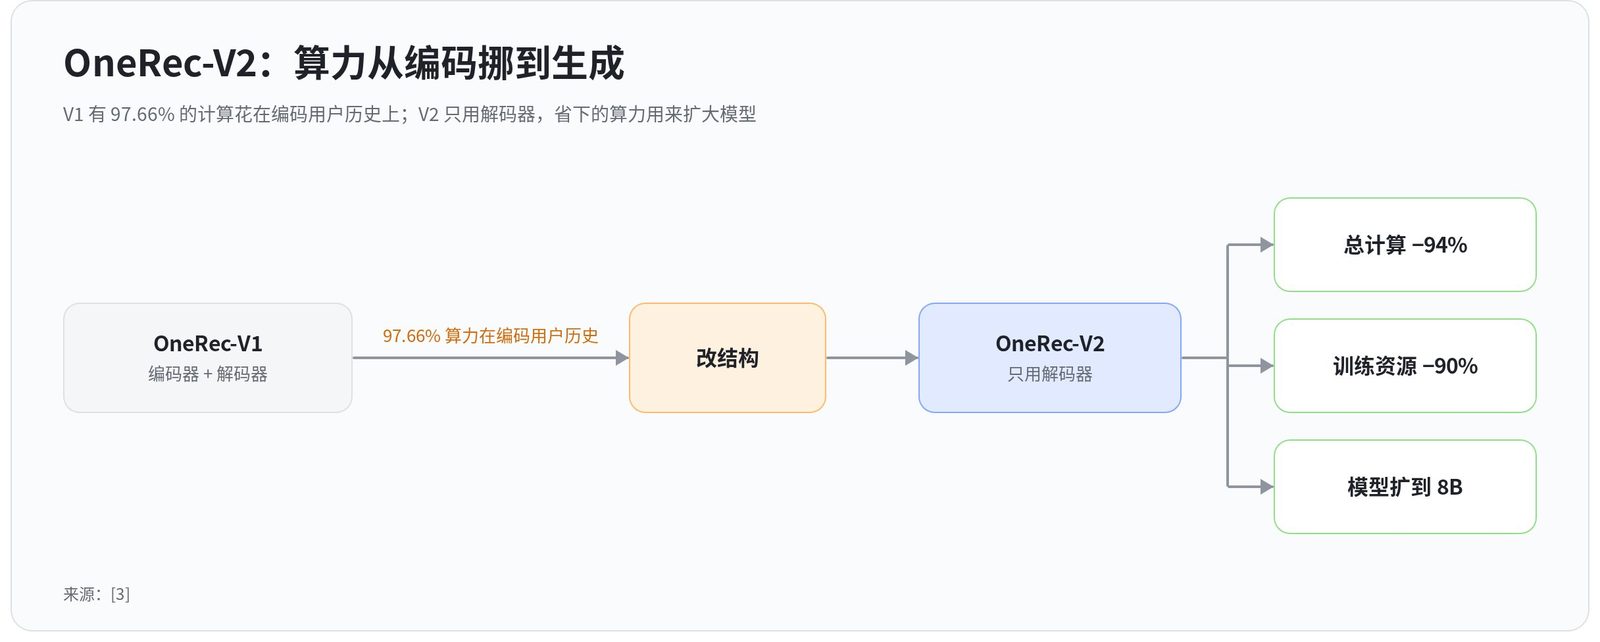 OneRec-V2：算力从编码挪到生成
V1 有 97.66% 的计算花在编码用户历史上；V2 只用解码器，省下的算力用来扩大模型
OneRec-V1
编码器 + 解码器
97.66% 算力在编码用户历史
改结构
OneRec-V2
只用解码器
总计算 −94%
训练资源 −90%
模型扩到 8B
来源：[3]